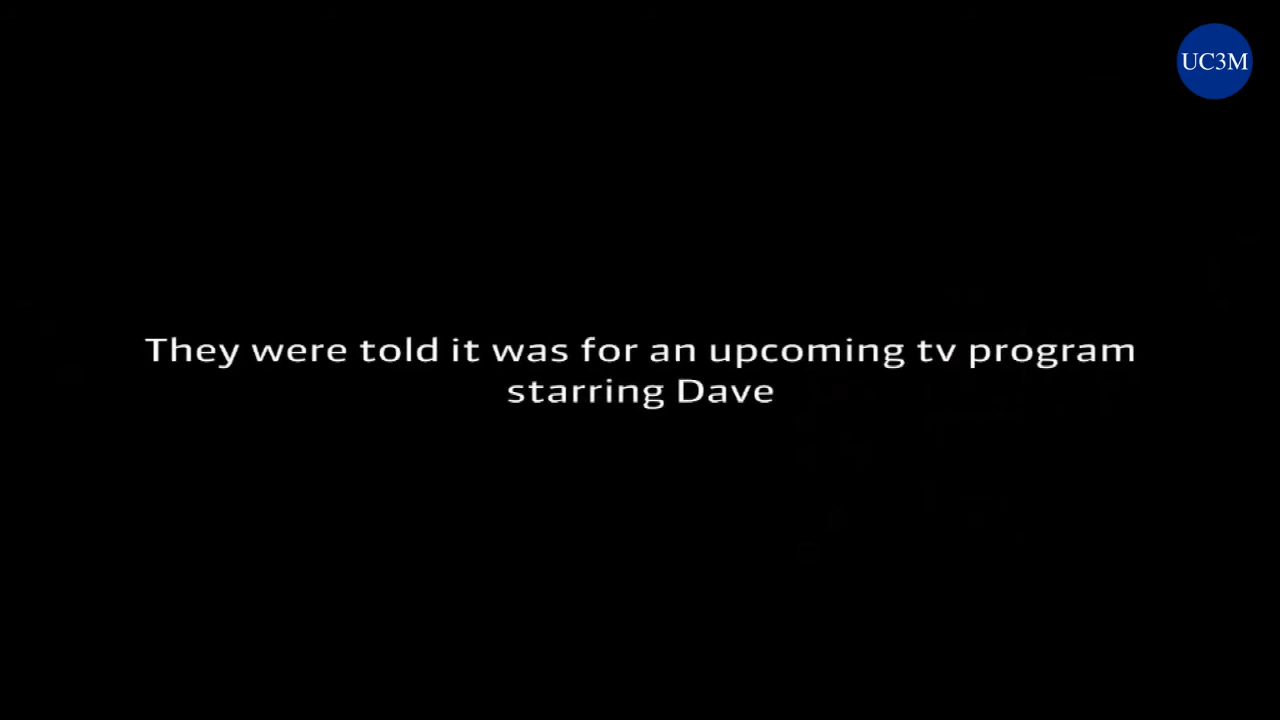 UC3M
They were told it was for an upcoming tv program
starring Dave